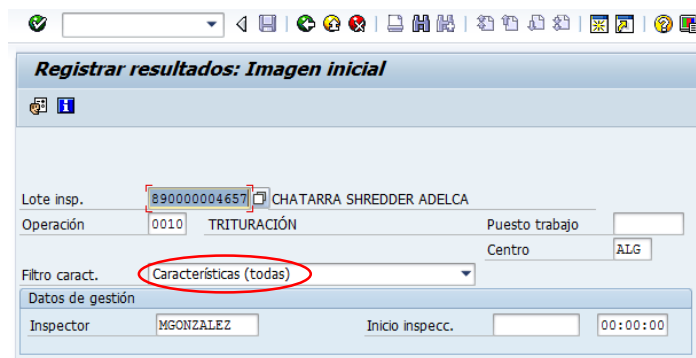 Registrar resultados: Imagen inicial
Lote insp. 890000004657 CHATARRA SHREDDER ADELCA
Operación 0010 TRITURACIÓN Puesto trabajo
Centro ALG
Filtro caract. Características (todas)
Datos de gestión
Inspector MGONZALEZ Inicio inspecc. 00:00:00